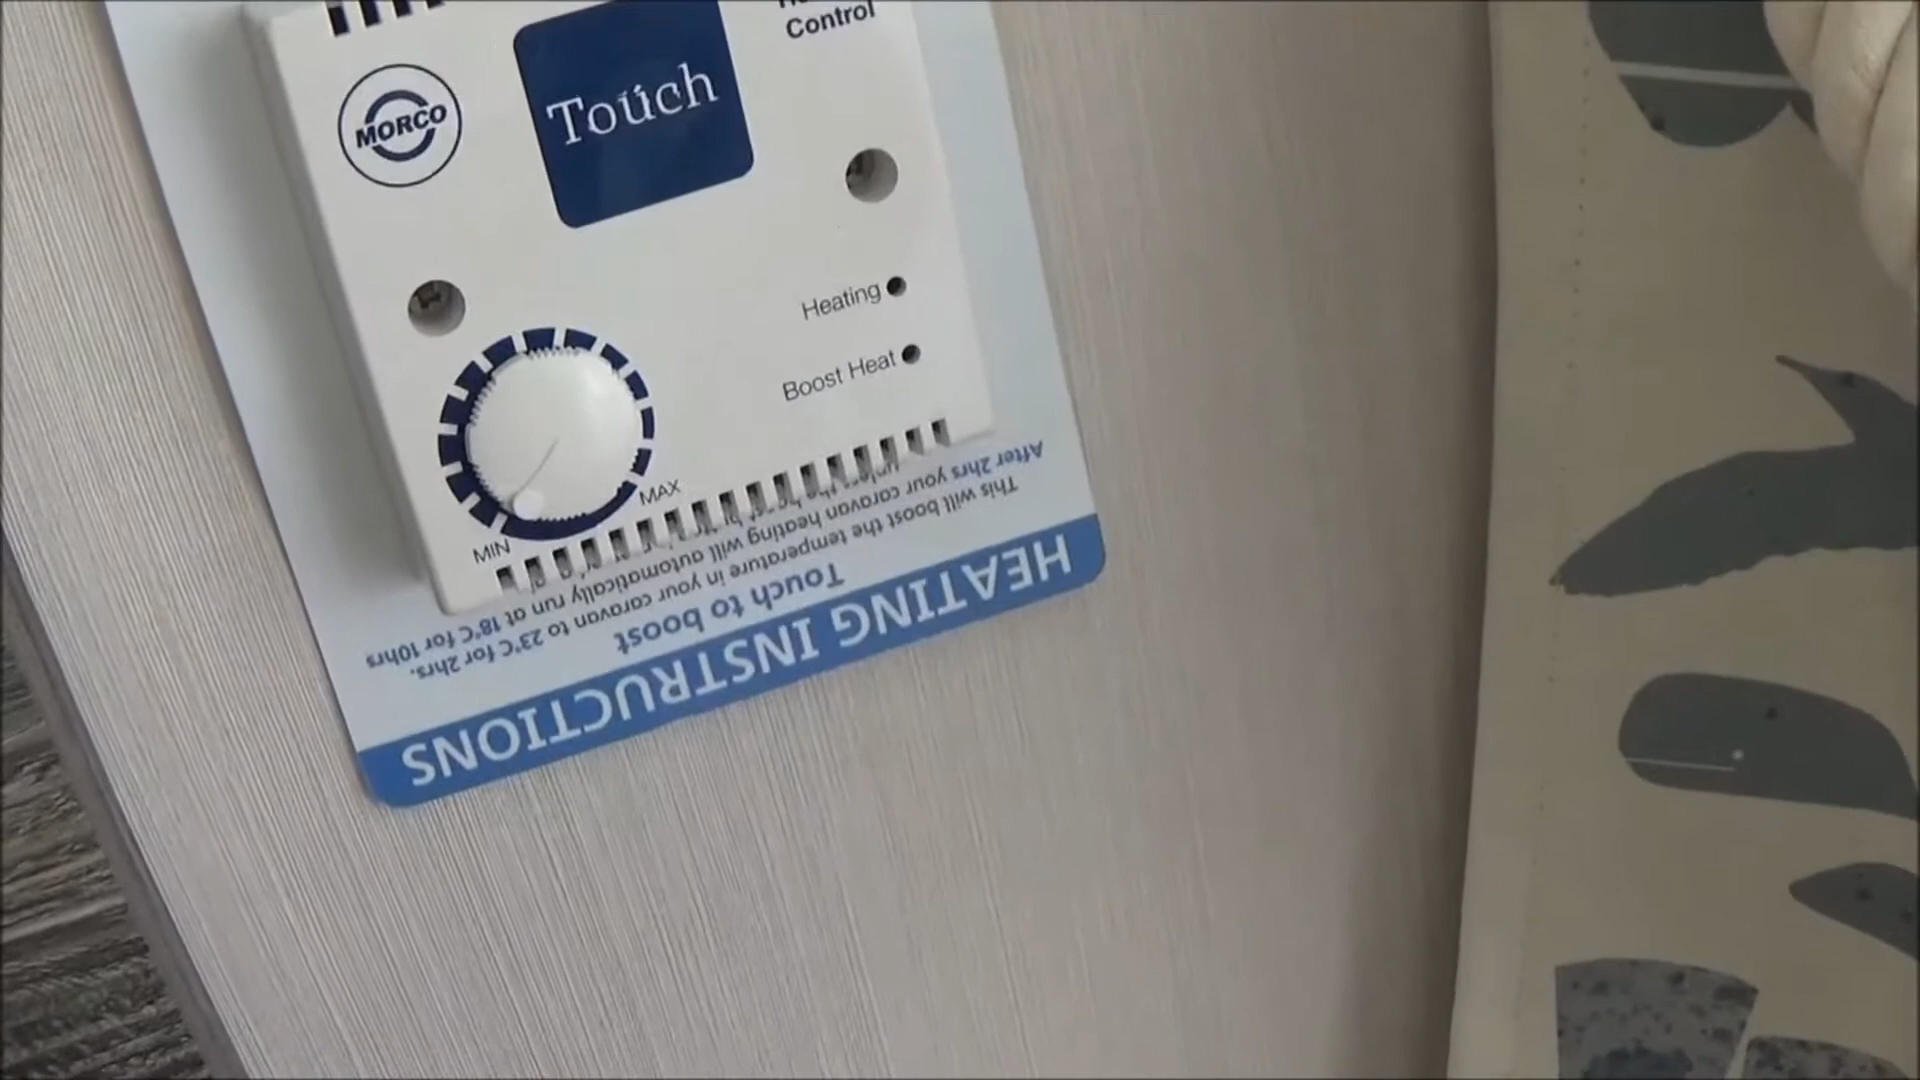 Control
MORCO
Touch
Heating
Boost Heat
MIN
MAX
HEATING INSTRUCTIONS
Touch to boost
This will boost the temperature in your caravan to 23°C for 2hrs.
After 2hrs your caravan heating will automatically run at 18°C for 10hrs